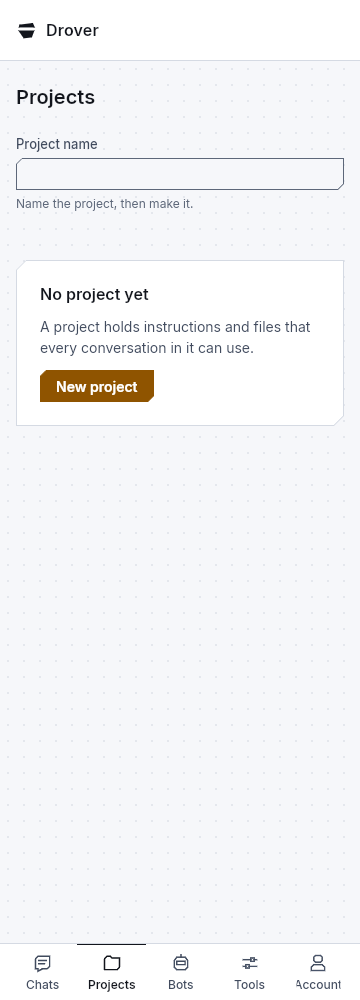 Drover
Projects
Project name
Name the project, then make it.
No project yet
A project holds instructions and files that
every conversation in it can use.
New project
Chats
Projects
Bots
Tools
Account